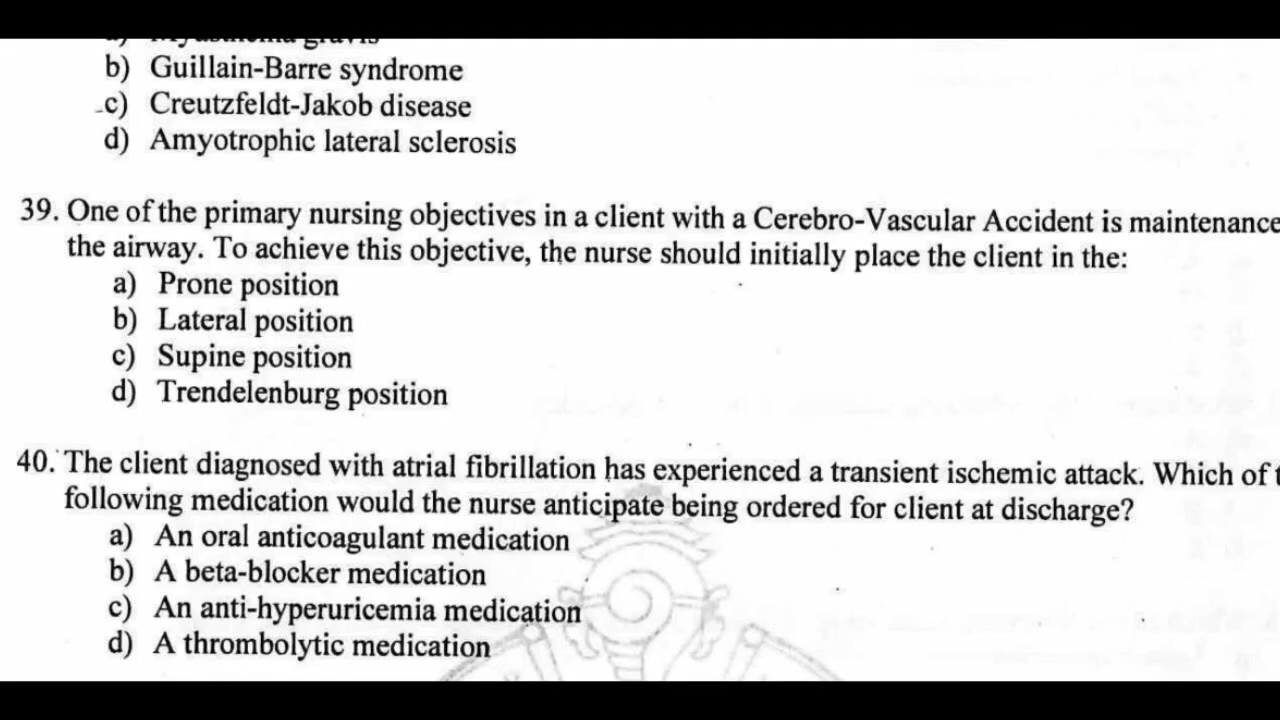 b) Guillain-Barre syndrome
c) Creutzfeldt-Jakob disease
d) Amyotrophic lateral sclerosis
39. One of the primary nursing objectives in a client with a Cerebro-Vascular Accident is maintenance
the airway. To achieve this objective, the nurse should initially place the client in the:
a) Prone position
b) Lateral position
c) Supine position
d) Trendelenburg position
40. The client diagnosed with atrial fibrillation has experienced a transient ischemic attack. Which of
following medication would the nurse anticipate being ordered for client at discharge?
a) An oral anticoagulant medication
b) A beta-blocker medication
c) An anti-hyperuricemia medication
d) A thrombolytic medication